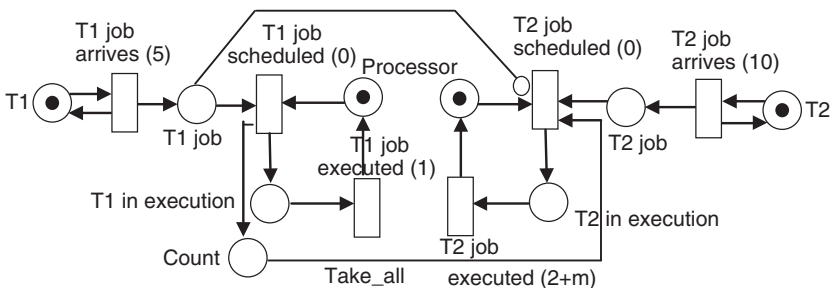 T1 job
arrives (5)
T1 job
scheduled (0)
T2 job
scheduled (0)
T2 job
arrives (10)
Processor
T1
T1 job
T2 job
T2
T1 job
executed (1)
T1 in execution
T2 in execution
T2 job
executed (2+m)
Count
Take_all